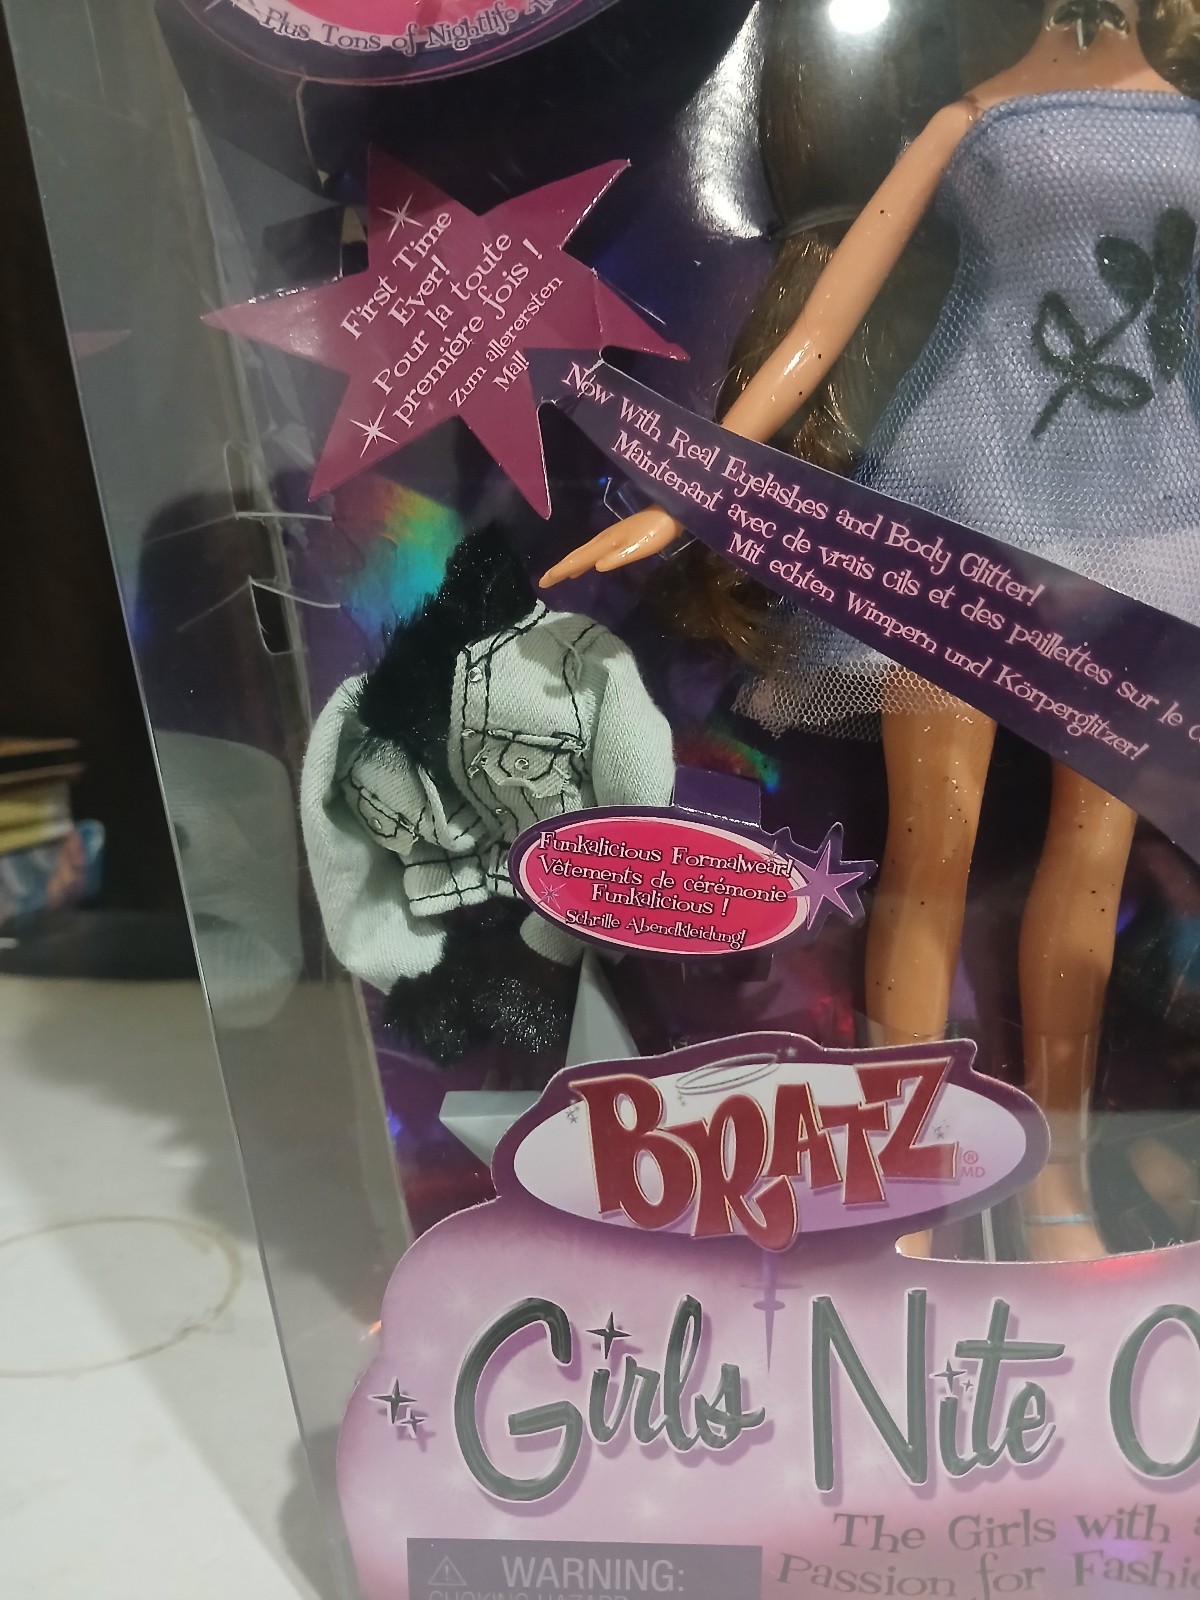 Plus Tons of Nightlife
First Time
Ever!
Pour la toute
première fois !
Zum allerersten
Mal!
Now With Real Eyelashes and Body Glitter!
Maintenant avec de vrais cils et des paillettes sur le
Mit echten Wimpern und Körperglitzer!
Funkalicious Formalwear!
Vêtements de cérémonie
Funkalicious !
Schrille Abendkleidung!
BRATZ
®
MD
Girls Nite
The Girls with
Passion for
WARNING:
CHOKING HAZARD